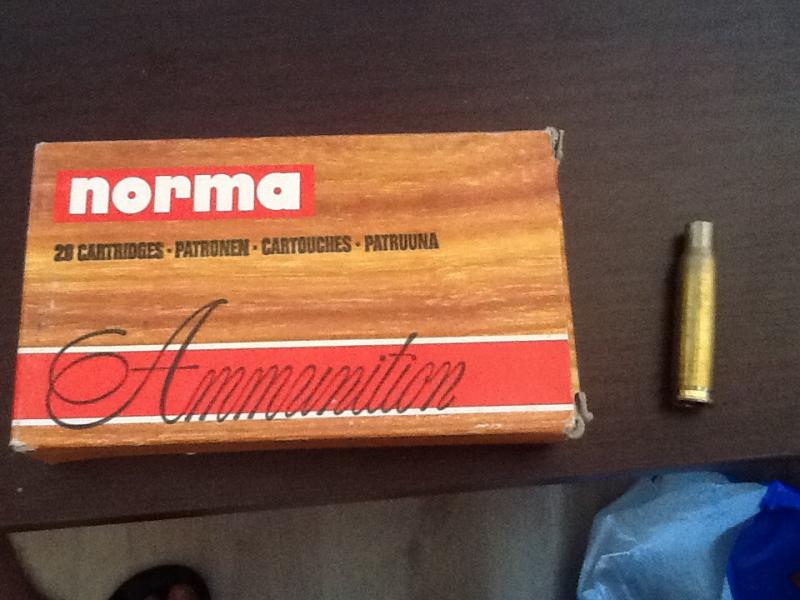 norma
20 CARTRIDGES · PATRONEN · CARTOUCHES · PATRUUNA
Ammunition